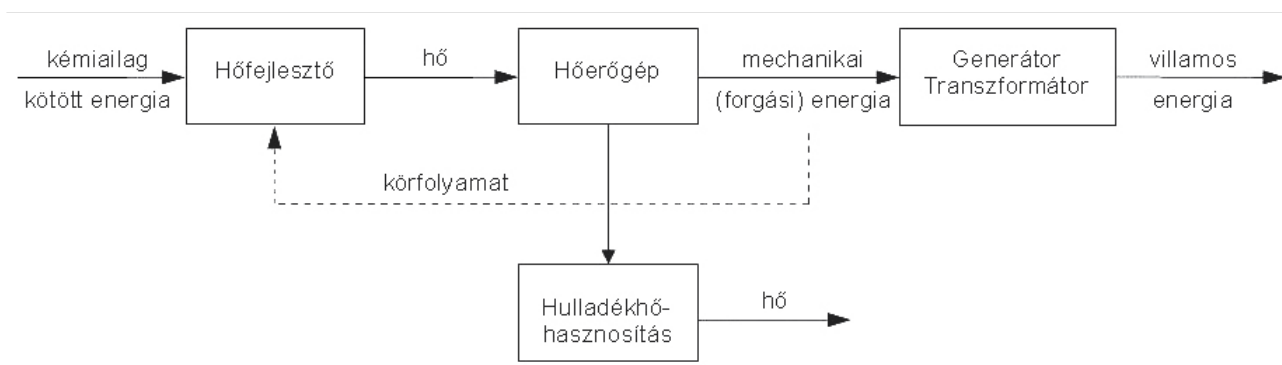 kémiailag
kötött energia
Hőfejlesztő
hő
Hőerőgép
mechanikai
(forgási) energia
Generátor
Transzformátor
villamos
energia
körfolyamat
Hulladékhő-
hasznosítás
hő